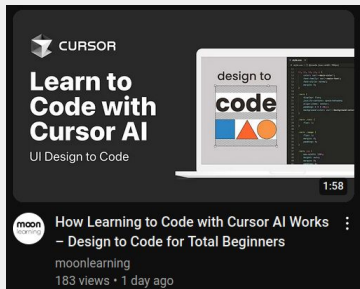 CURSOR
Learn to
Code with
Cursor AI
UI Design to Code
design to
code
1:58
moon
learning
How Learning to Code with Cursor AI Works
– Design to Code for Total Beginners
moonlearning
183 views • 1 day ago